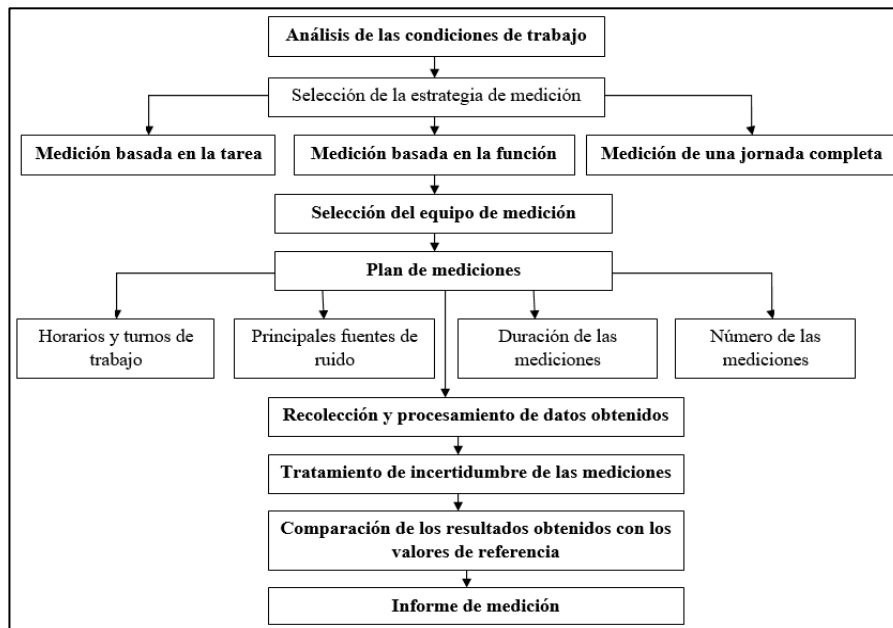 Análisis de las condiciones de trabajo
Selección de la estrategia de medición
Medición basada en la tarea
Medición basada en la función
Medición de una jornada completa
Selección del equipo de medición
Plan de mediciones
Horarios y turnos de
trabajo
Principales fuentes de
ruido
Duración de las
mediciones
Número de las
mediciones
Recolección y procesamiento de datos obtenidos
Tratamiento de incertidumbre de las mediciones
Comparación de los resultados obtenidos con los
valores de referencia
Informe de medición